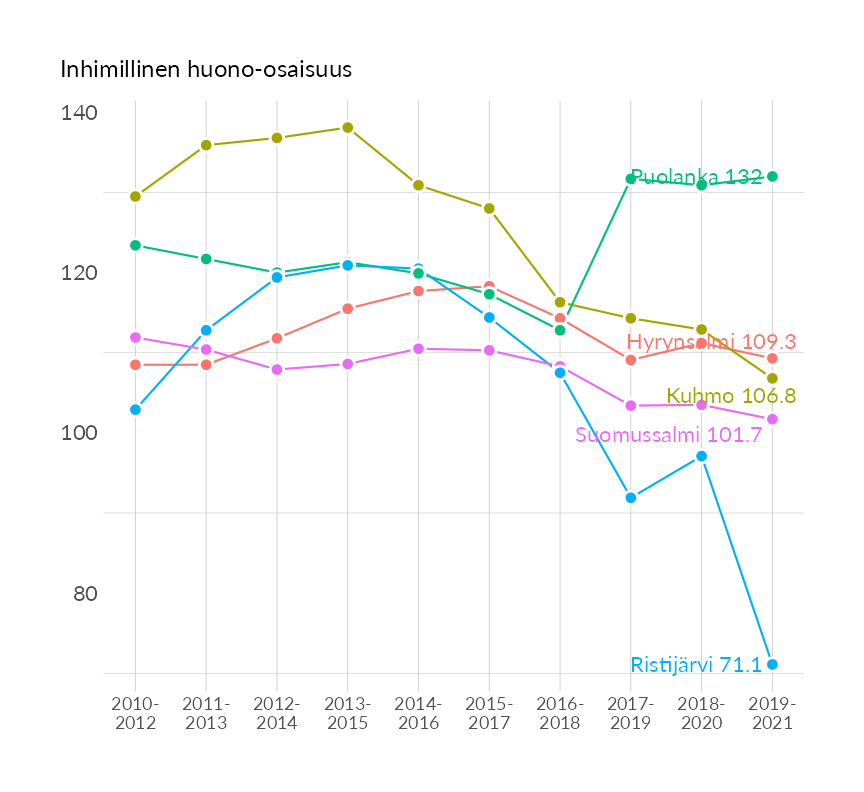 Inhimillinen huono-osaisuus
140
Puolanka 132
120
Hyrynsalmi 109.3
Kuhmo 106.8
100
Suomussalmi 101.7
80
Ristijärvi 71.1
2010- 2011- 2012- 2013- 2014- 2015- 2016- 2017- 2018- 2019-
2012 2013 2014 2015 2016 2017 2018 2019 2020 2021